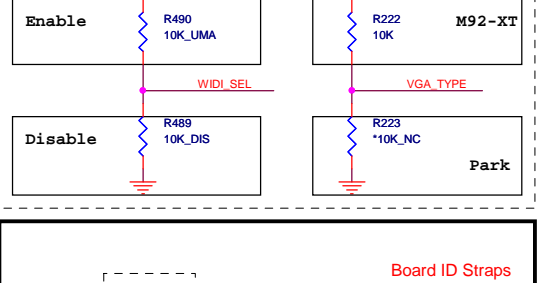 Enable
R490
10K_UMA
R222
10K
M92-XT
WIDI_SEL
VGA_TYPE
Disable
R489
10K_DIS
R223
*10K_NC
Park
Board ID Straps